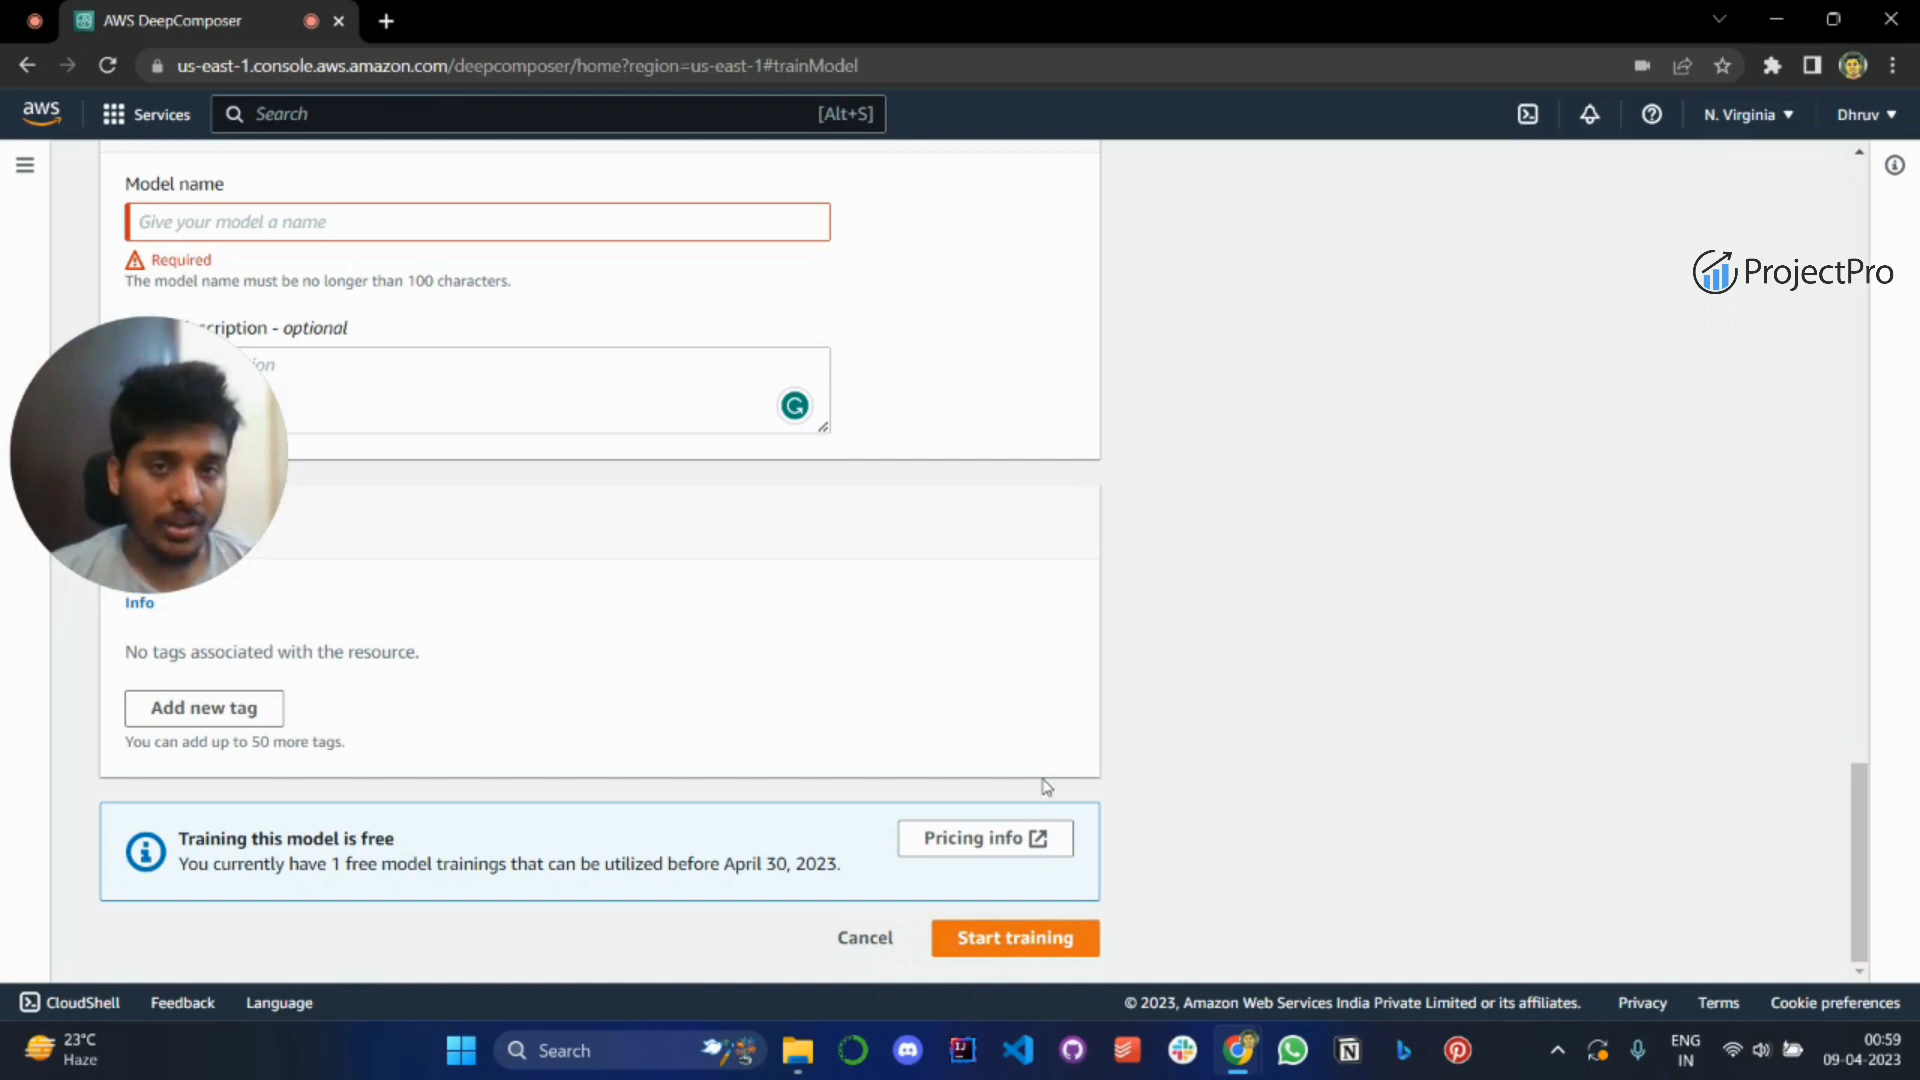 AWS DeepComposer
us-east-1.console.aws.amazon.com/deepcomposer/home?region=us-east-1#trainModel
aws
Services
Search
[Alt+S]
N. Virginia
Dhruv
Model name
Give your model a name
Required
The model name must be no longer than 100 characters.
ProjectPro
cription - optional
ion
Info
No tags associated with the resource.
Add new tag
You can add up to 50 more tags.
Training this model is free
You currently have 1 free model trainings that can be utilized before April 30, 2023.
Pricing info
Cancel
Start training
CloudShell
Feedback
Language
© 2023, Amazon Web Services India Private Limited or its affiliates.
Privacy
Terms
Cookie preferences
23°C
Haze
Search
ENG
IN
00:59
09-04-2023